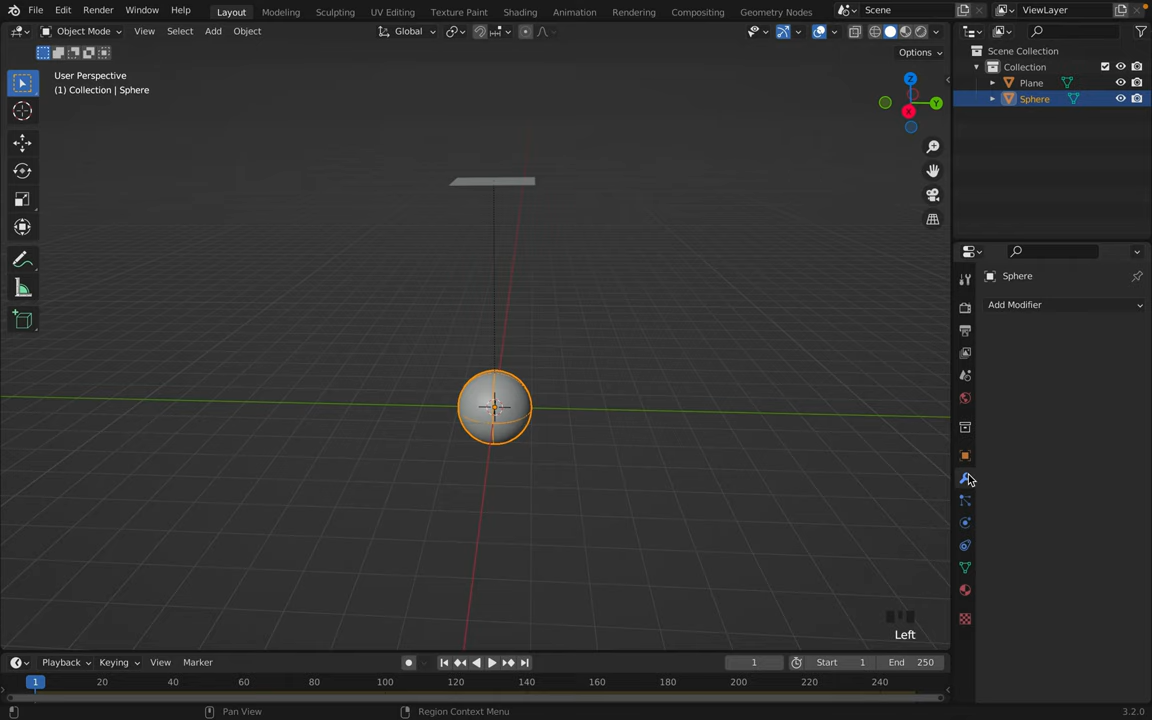 File Edit Render Window Help Layout Modeling Sculpting UV Editing Texture Paint Shading Animation Rendering Compositing Geometry Nodes Scene ViewLayer
Object Mode View Select Add Object Global
Options
User Perspective
(1) Collection | Sphere
Z
Y
X
Scene Collection
Collection
Plane
Sphere
Sphere
Add Modifier
Left
Playback Keying View Marker 1 Start 1 End 250
1 20 40 60 80 100 120 140 160 180 200 220 240
Pan View Region Context Menu 3.2.0